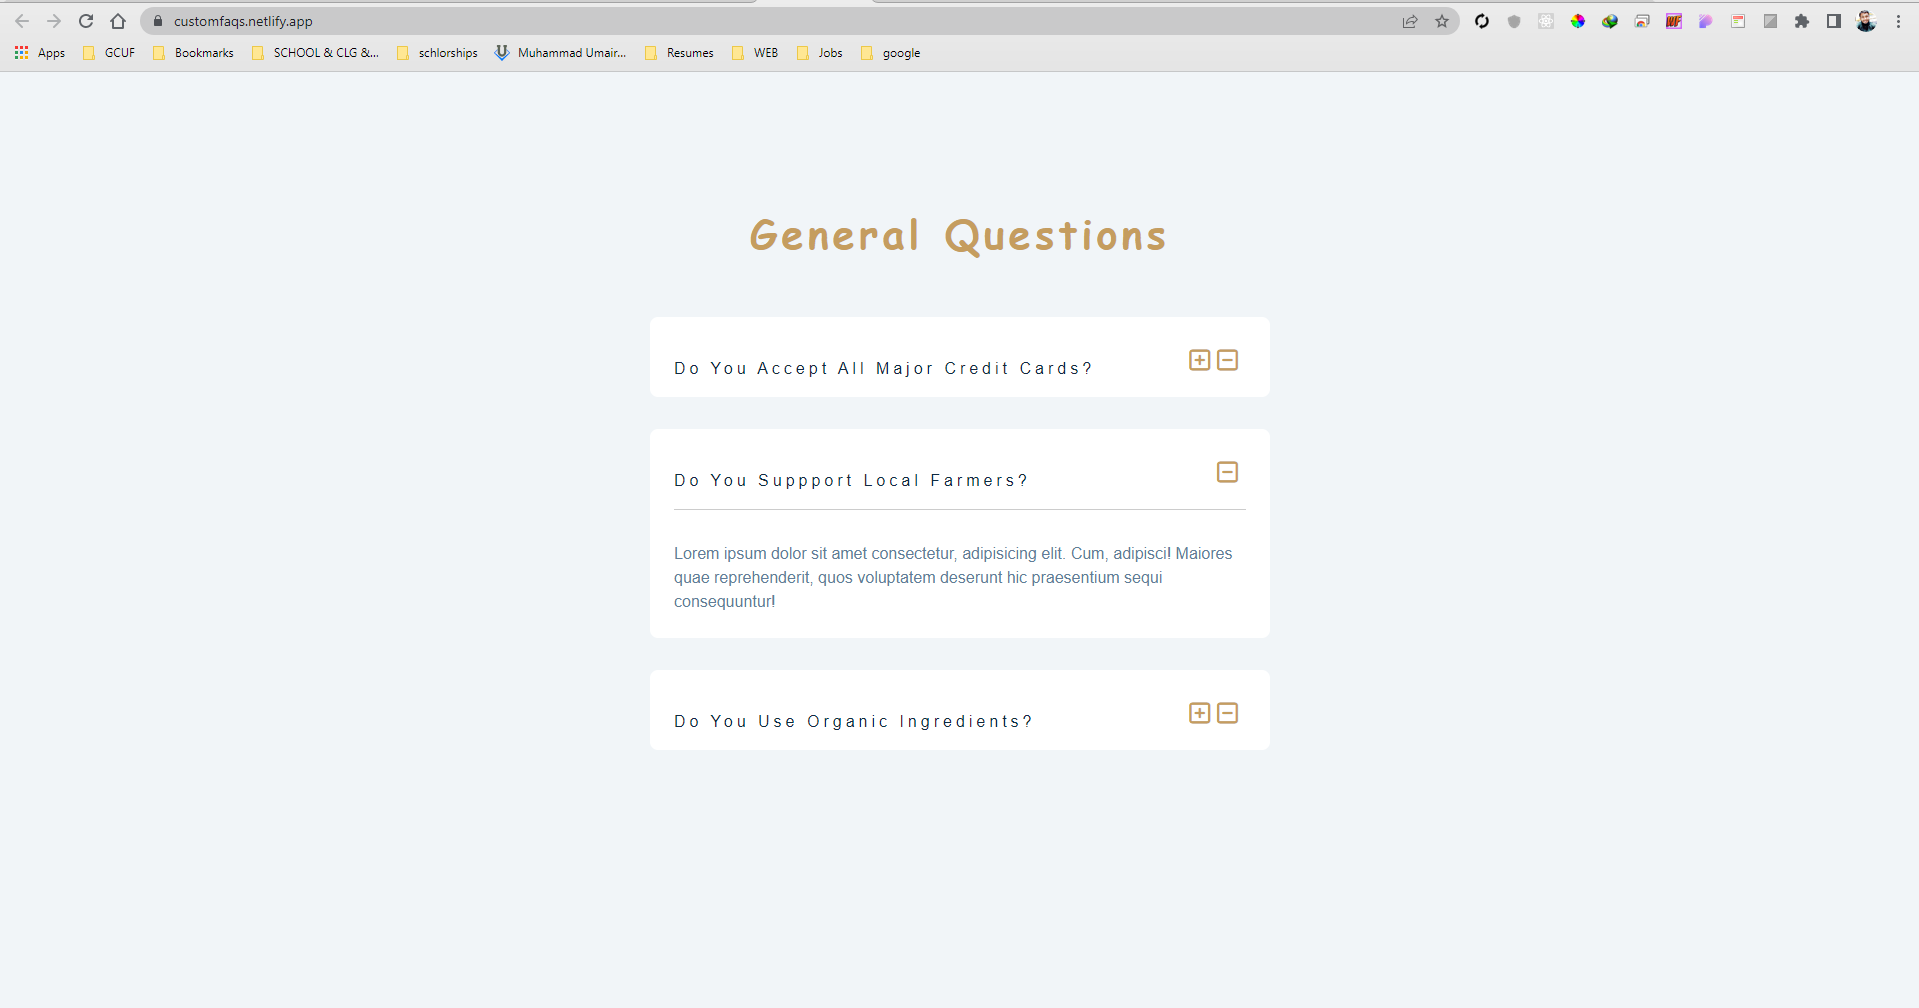 customfaqs.netlify.app
Apps GCUF Bookmarks SCHOOL & CLG &... schlorships Muhammad Umair... Resumes WEB Jobs google
General Questions
Do You Accept All Major Credit Cards?
Do You Suppport Local Farmers?
Lorem ipsum dolor sit amet consectetur, adipisicing elit. Cum, adipisci! Maiores
quae reprehenderit, quos voluptatem deserunt hic praesentium sequi
consequuntur!
Do You Use Organic Ingredients?